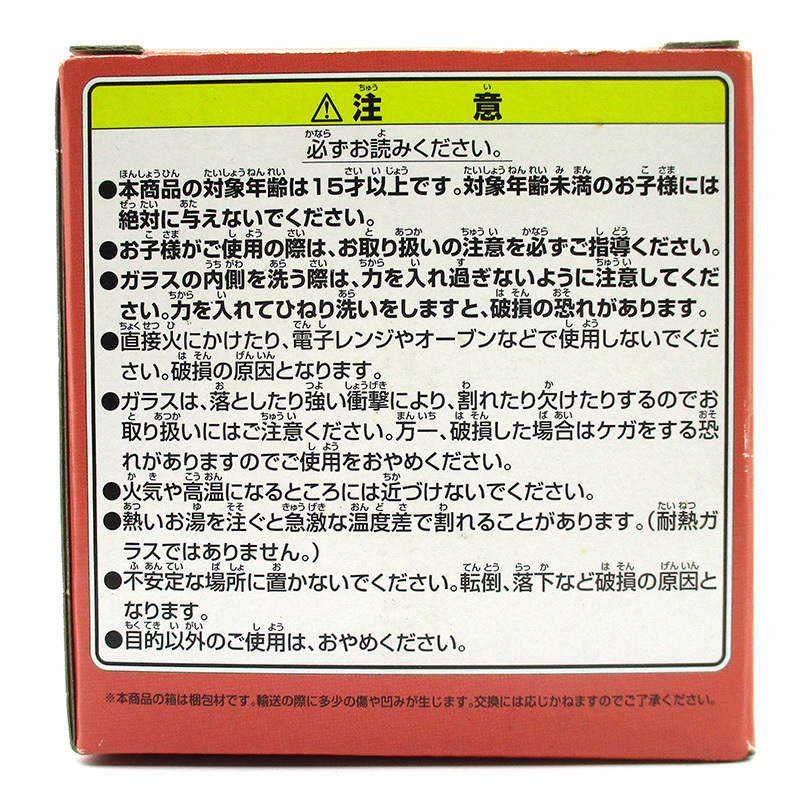 ⚠注意
必ずお読みください。
●本商品の対象年齢は15才以上です。対象年齢未満のお子様には
絶対に与えないでください。
●お子様がご使用の際は、お取り扱いの注意を必ずご指導ください。
●ガラスの内側を洗う際は、力を入れ過ぎないように注意してくだ
さい。力を入れてひねり洗いをしますと、破損の恐れがあります。
●直接火にかけたり、電子レンジやオーブンなどで使用しないでくだ
さい。破損の原因となります。
●ガラスは、落としたり強い衝撃により、割れたり欠けたりするのでお
取り扱いにはご注意ください。万一、破損した場合はケガをする恐
れがありますのでご使用をおやめください。
●火気や高温になるところには近づけないでください。
●熱いお湯を注ぐと急激な温度差で割れることがあります。(耐熱ガ
ラスではありません。)
●不安定な場所に置かないでください。転倒、落下など破損の原因と
なります。
●目的以外のご使用は、おやめください。
※本商品の箱は梱包材です。輸送の際に多少の傷や凹みが生じます。交換には応じかねますのでご了承ください。